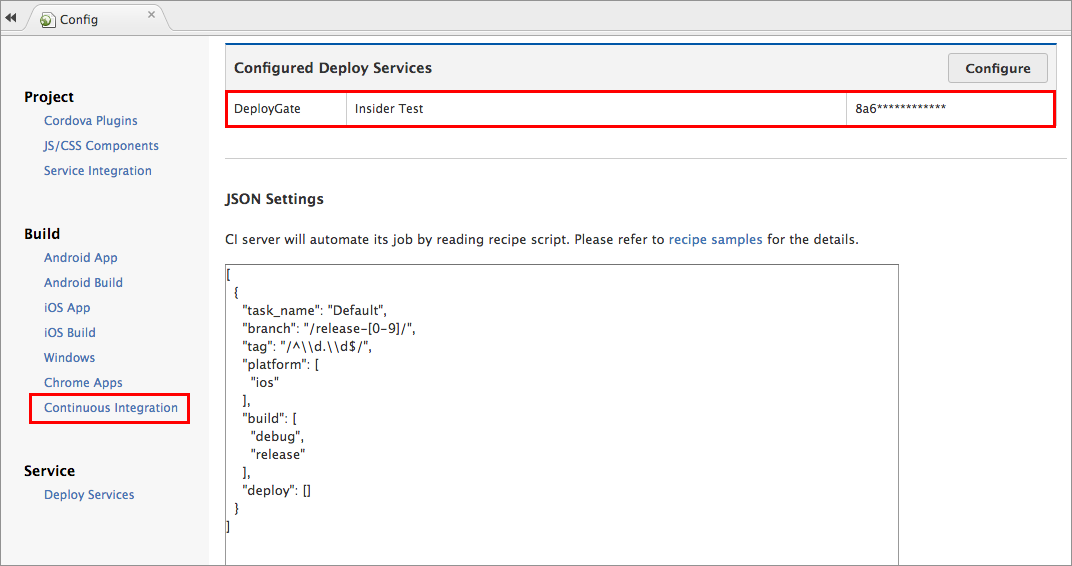 Config
Project
Cordova Plugins
JS/CSS Components
Service Integration
Build
Android App
Android Build
iOS App
iOS Build
Windows
Chrome Apps
Continuous Integration
Service
Deploy Services
Configured Deploy Services
Configure
DeployGate Insider Test 8a6************
JSON Settings
CI server will automate its job by reading recipe script. Please refer to recipe samples for the details.
[
{
"task_name": "Default",
"branch": "/release-[0-9]/",
"tag": "/^\\d.\\d$/",
"platform": [
"ios"
],
"build": [
"debug",
"release"
],
"deploy": []
}
]